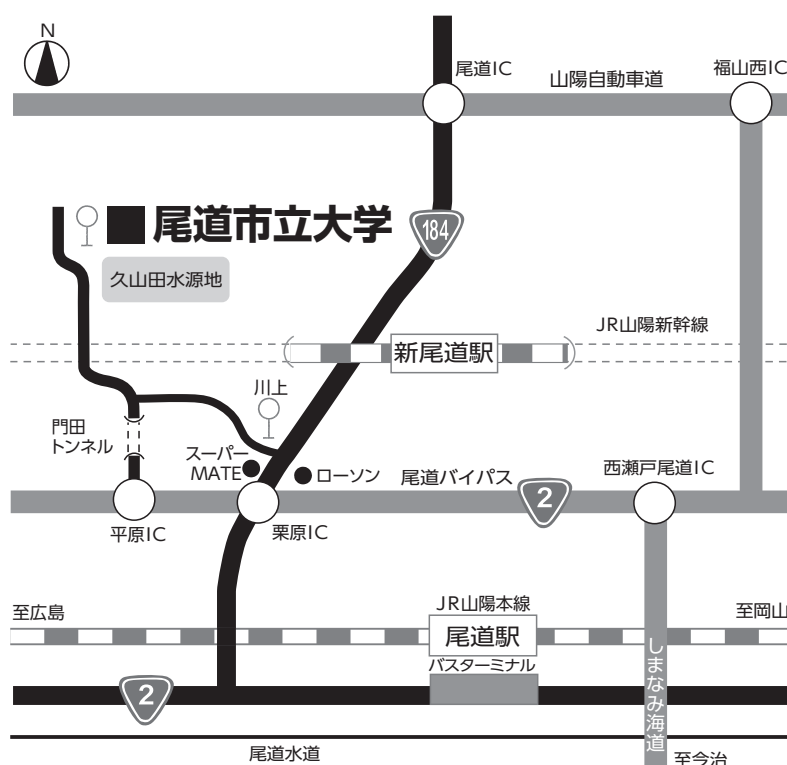 N
尾道IC
山陽自動車道
福山西IC
尾道市立大学
184
久山田水源地
JR山陽新幹線
新尾道駅
川上
門田
トンネル
スーパー
MATE
ローソン
尾道バイパス
2
西瀬戸尾道IC
平原IC
栗原IC
至広島
JR山陽本線
至岡山
尾道駅
バスターミナル
2
しまなみ海道
尾道水道
至今治